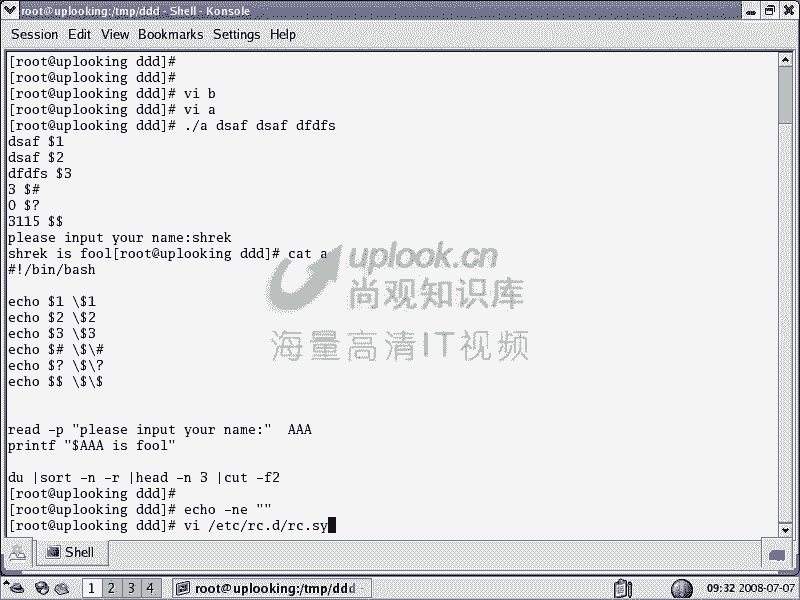 root@uplooking:/tmp/ddd - Shell - Konsole
Session Edit View Bookmarks Settings Help
[root@uplooking ddd]#
[root@uplooking ddd]#
[root@uplooking ddd]# vi b
[root@uplooking ddd]# vi a
[root@uplooking ddd]# ./a dsaf dsaf dfdfs
dsaf $1
dsaf $2
dfdfs $3
3 $#
0 $?
3115 $$
please input your name:shrek
shrek is fool[root@uplooking ddd]# cat a
#!/bin/bash
echo $1 \$1
echo $2 \$2
echo $3 \$3
echo $# \$\#
echo $? \$\?
echo $$ \$\$
read -p "please input your name:"  AAA
printf "$AAA is fool"
du |sort -n -r |head -n 3 |cut -f2
[root@uplooking ddd]#
[root@uplooking ddd]# echo -ne ""
[root@uplooking ddd]# vi /etc/rc.d/rc.sy
uplook.cn
尚观知识库
海量高清IT视频
Shell
1 2 3 4 root@uplooking:/tmp/ddd 09:32 2008-07-07